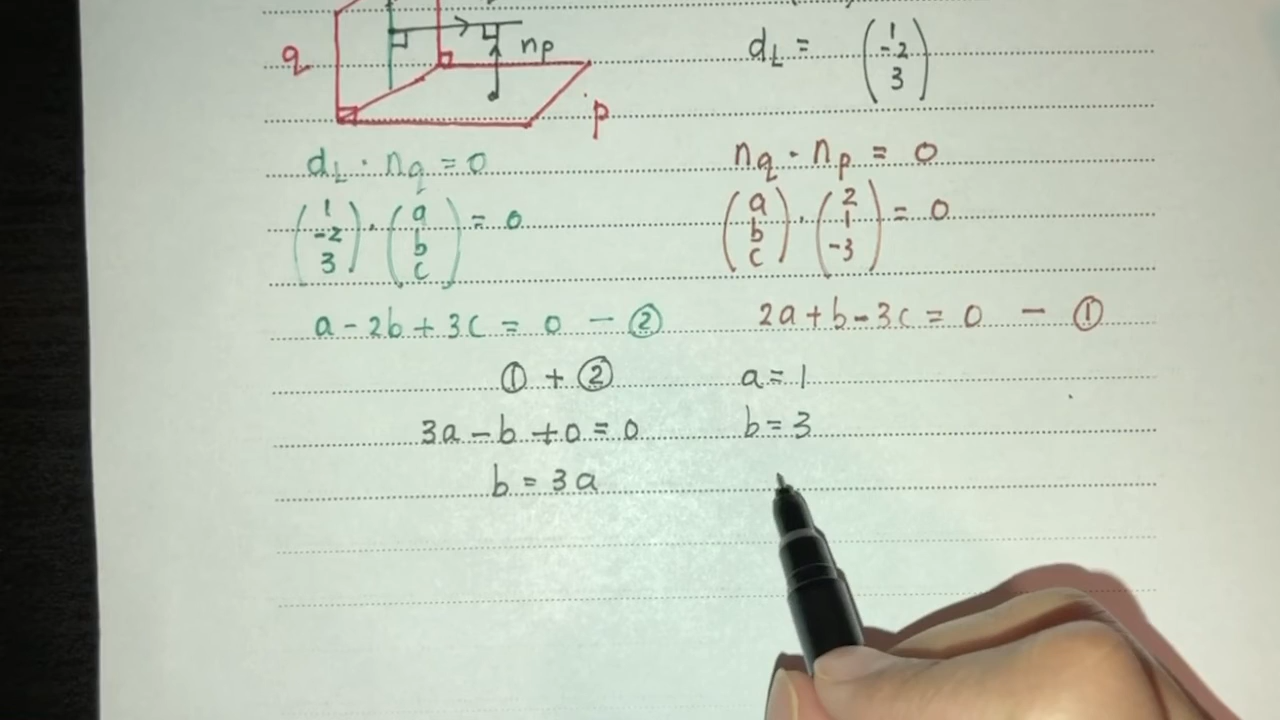 q
n_p
p
d_L = (1 -2 3)
d_L · n_q = 0
n_q · n_p = 0
(1 -2 3) · (a b c) = 0
(a b c) · (2 1 -3) = 0
a - 2b + 3c = 0 — ②
2a + b - 3c = 0 — ①
① + ②
a = 1
3a - b + 0 = 0
b = 3
b = 3a